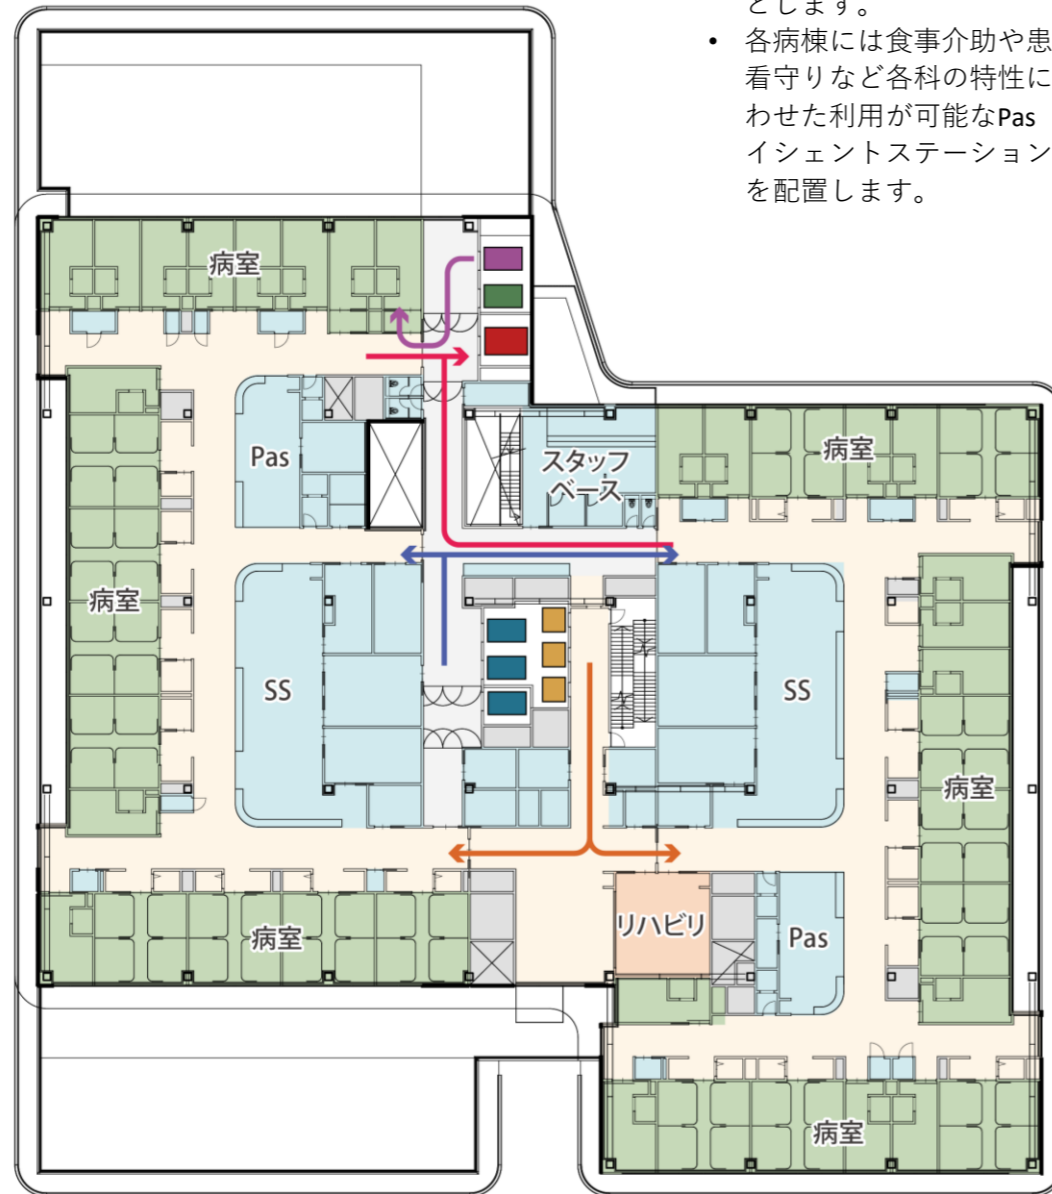 とします。
• 各病棟には食事介助や患
看守りなど各科の特性に
わせた利用が可能なPas
イシェントステーション
を配置します。
病室
病室
Pas
スタッフ
ベース
病室
SS
SS
病室
病室
リハビリ
Pas
病室